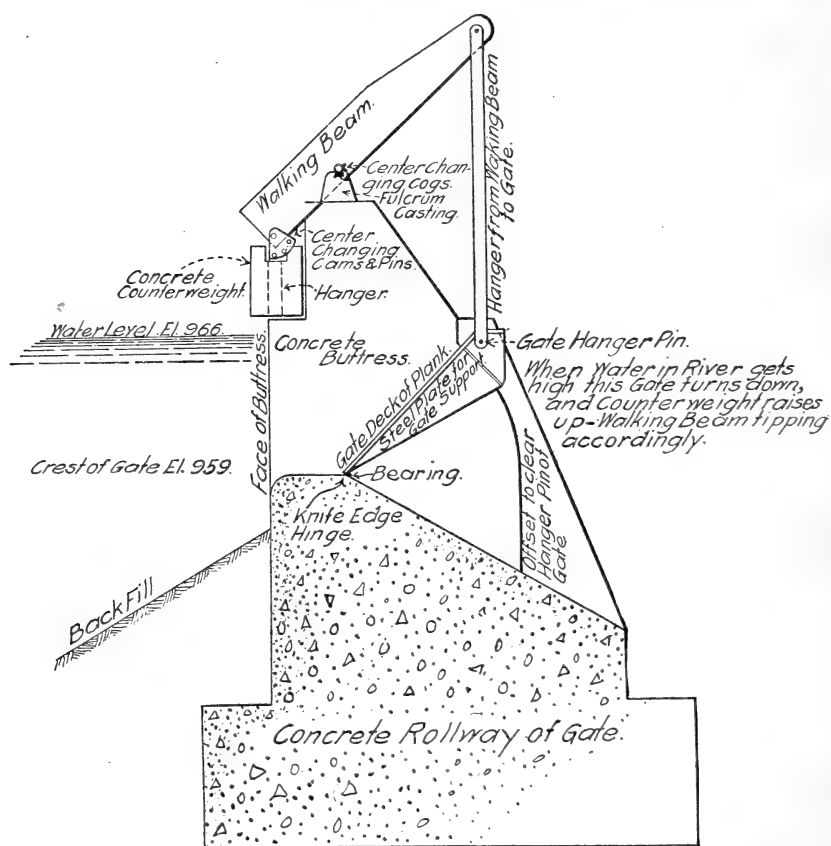 Walking Beam.
Hanger from Walking Beam
to Gate.
Center Chan-
ging Cogs.
Fulcrum
Casting.
Center
Changing
Cams & Pins.
Concrete
Counterweight.
Hanger.
Water Level. El. 966.
Concrete
Buttress.
Gate Hanger Pin.
When Water in River gets
high this Gate turns down,
and Counter weight raises
up-Walking Beam tipping
accordingly.
Gate Deck of Plank.
Steel Plate for
Gate Support
Face of Buttress.
Crest of Gate El. 959.
Bearing.
Knife Edge
Hinge.
Offset to clear
Hanger Pin of
Gate
Back Fill
Concrete Rollway of Gate.